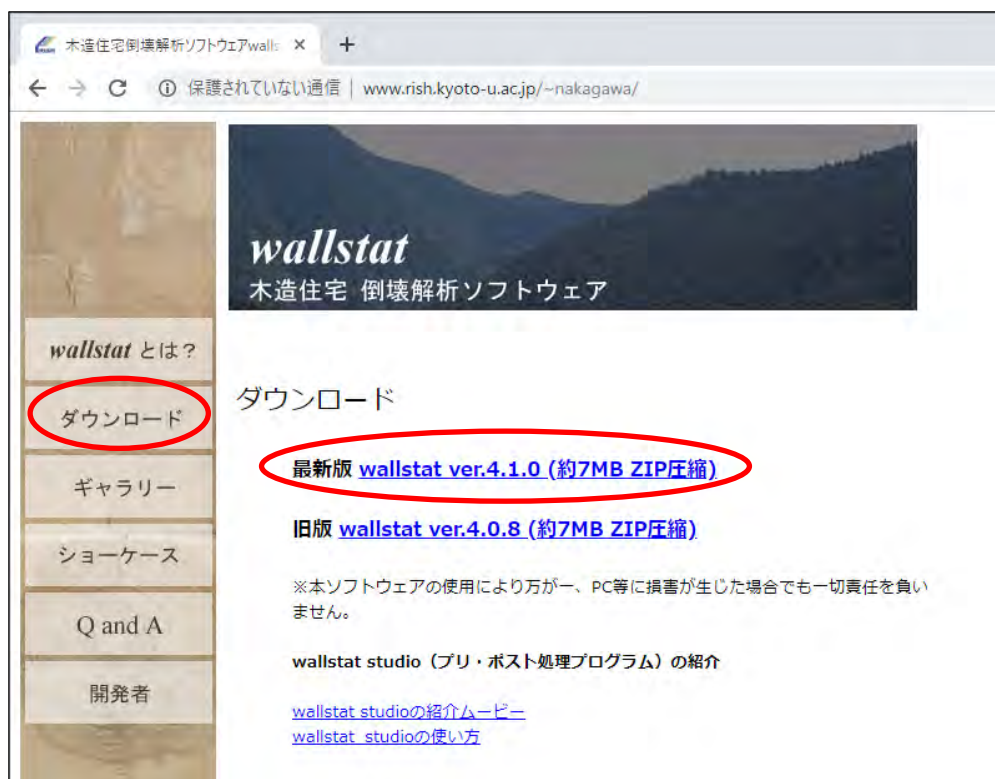 木造住宅倒壊解析ソフトウェアwalls
保護されていない通信 | www.rish.kyoto-u.ac.jp/~nakagawa/
wallstat
木造住宅 倒壊解析ソフトウェア
wallstat とは?
ダウンロード
ギャラリー
ショーケース
Q and A
開発者
ダウンロード
最新版 wallstat ver.4.1.0 (約7MB ZIP圧縮)
旧版 wallstat ver.4.0.8 (約7MB ZIP圧縮)
※本ソフトウェアの使用により万が一、PC等に損害が生じた場合でも一切責任を負い
ません。
wallstat studio(プリ・ポスト処理プログラム)の紹介
wallstat studioの紹介ムービー
wallstat studioの使い方